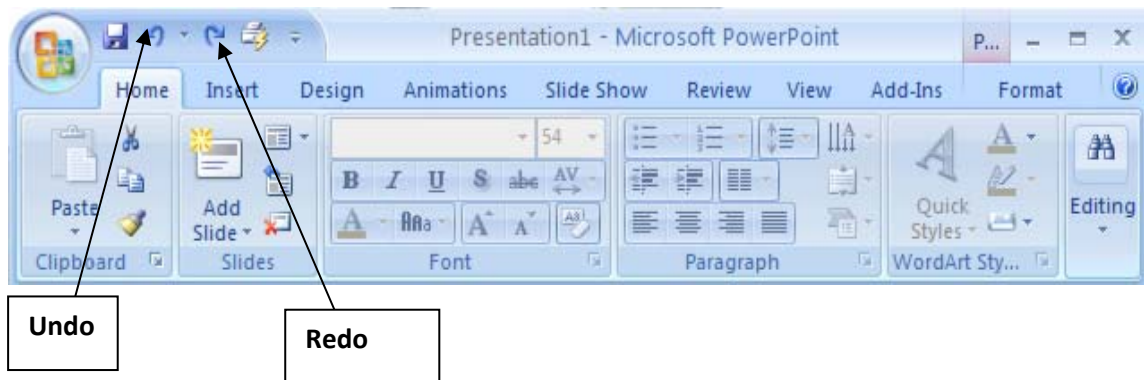 Presentation1 - Microsoft PowerPoint P...
Home Insert Design Animations Slide Show Review View Add-Ins Format
54
B I U S abc AV
Paste Add Slide A Aa A A Quick Styles A Editing
Clipboard Slides Font Paragraph WordArt Sty...
Undo
Redo